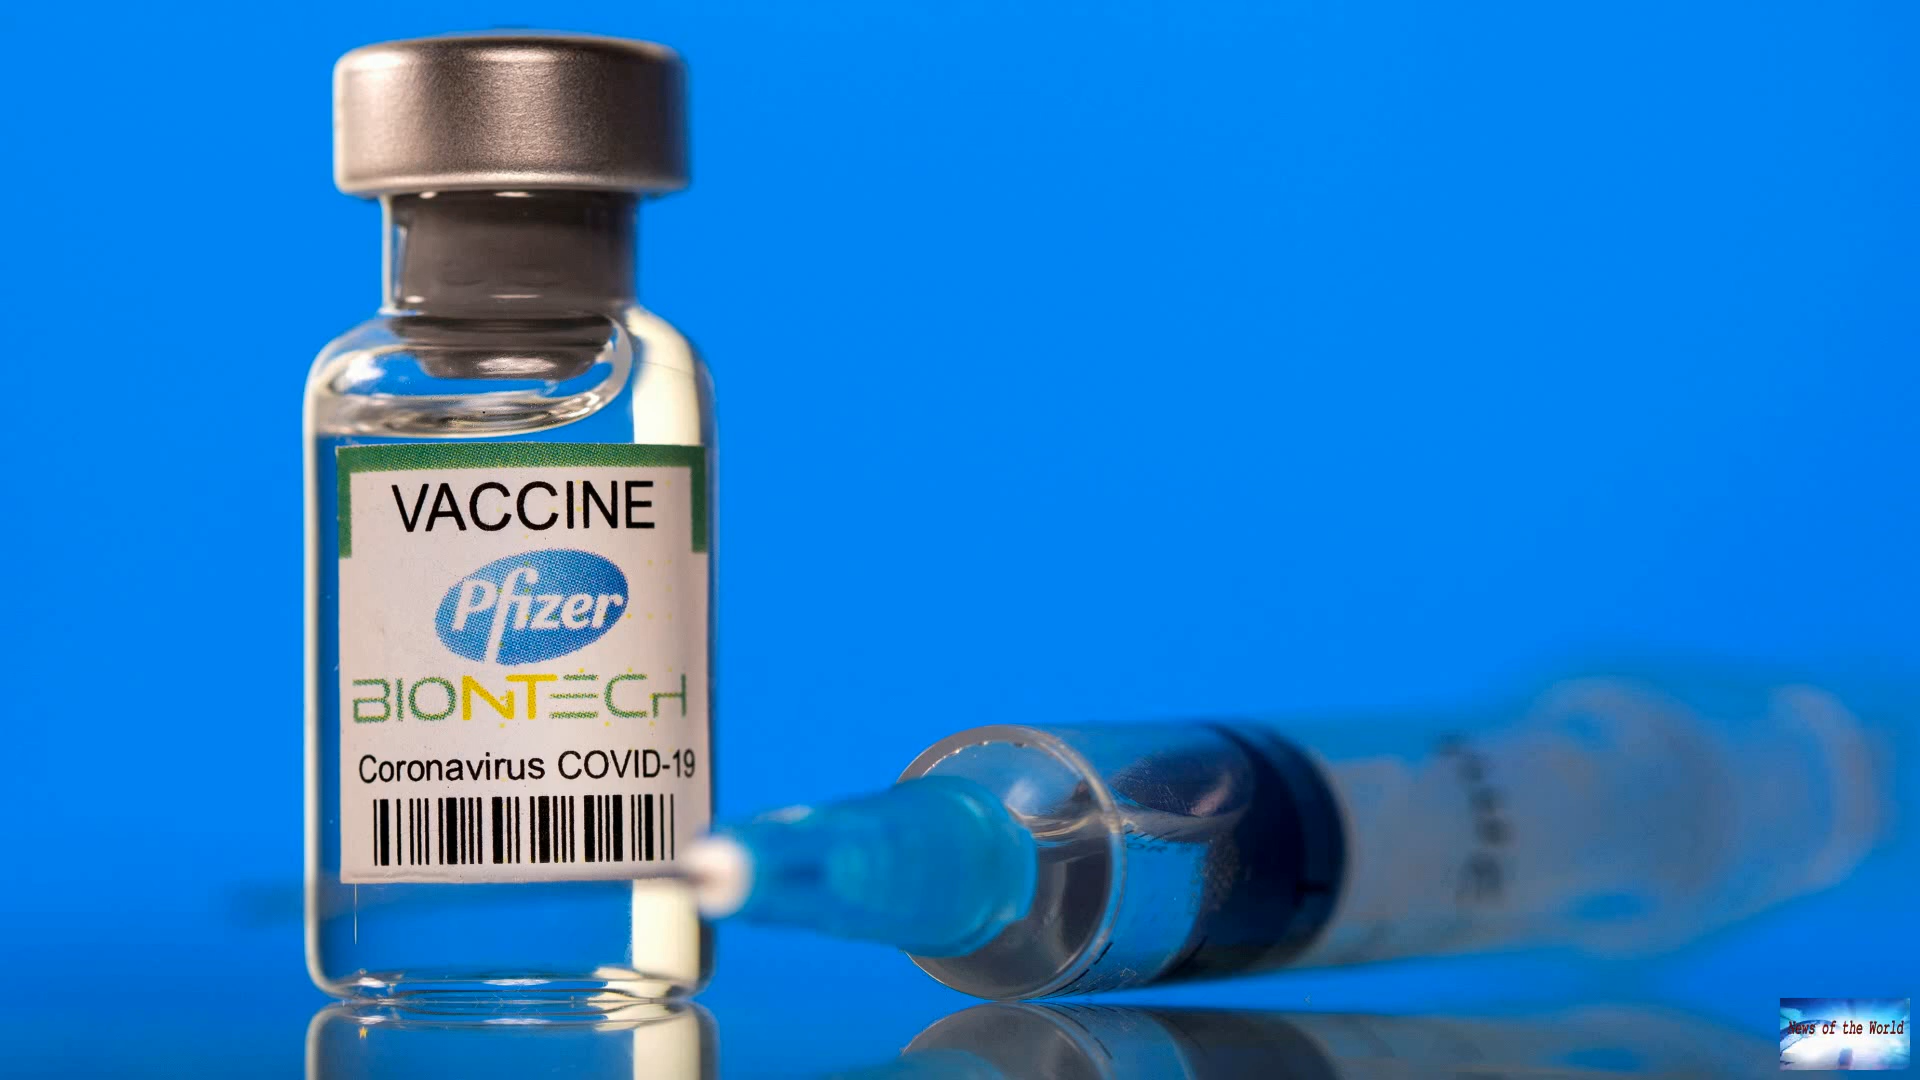 VACCINE
Pfizer
BIONTECH
Coronavirus COVID-19
News of the World